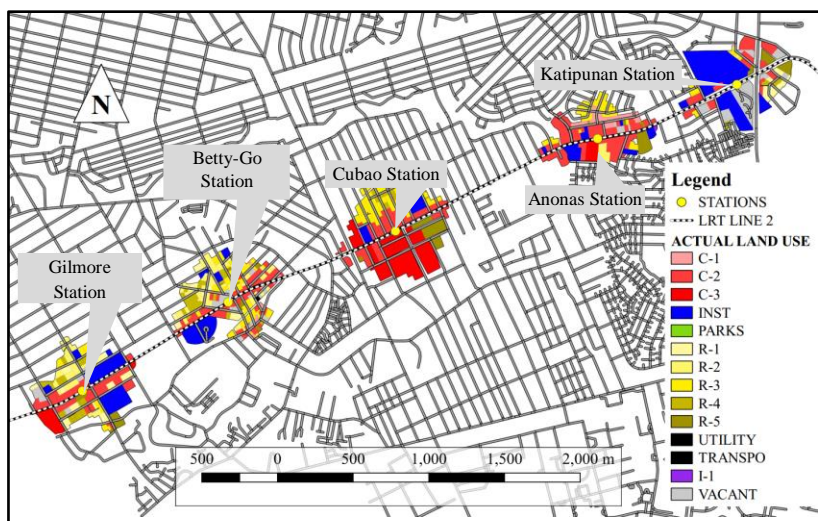 Katipunan Station
N
Betty-Go
Station
Cubao Station
Anonas Station
Gilmore
Station
Legend
STATIONS
LRT LINE 2
ACTUAL LAND USE
C-1
C-2
C-3
INST
PARKS
R-1
R-2
R-3
R-4
R-5
UTILITY
TRANSPO
I-1
VACANT
500 0 500 1,000 1,500 2,000 m